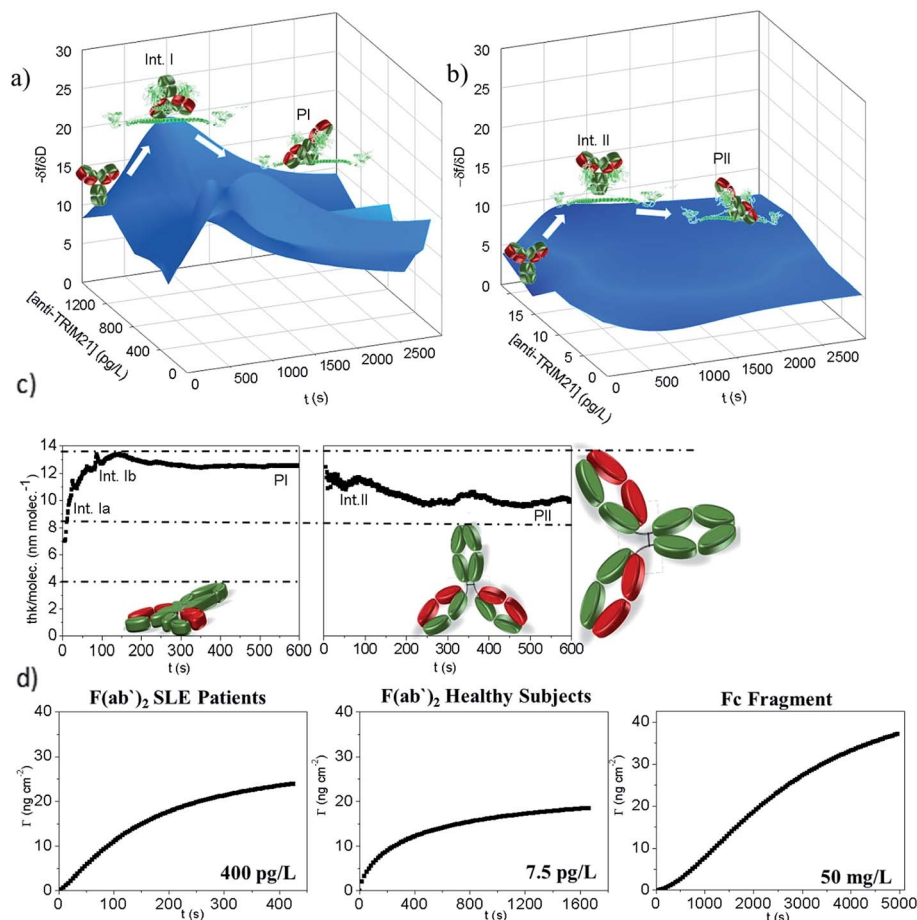 a)
30
25
20
15
10
5
0
-δf/δD
Int. I
PI
1200
800
400
0
[anti-TRIM21] (pg/L)
0 500 1000 1500 2000 2500
t (s)
b)
30
25
20
15
10
5
0
-δf/δD
Int. II
PII
15
10
5
0
[anti-TRIM21] (pg/L)
0 500 1000 1500 2000 2500
t (s)
c)
thk/molec. (nm molec.-1)
14
12
10
8
6
4
2
0
Int. Ia
Int. Ib
PI
0 100 200 300 400 500 600
t (s)
Int.II
PII
0 100 200 300 400 500 600
t (s)
d)
F(ab`)2 SLE Patients
Γ (ng cm-2)
40
30
20
10
0
400 pg/L
0 100 200 300 400 500
t (s)
F(ab`)2 Healthy Subjects
Γ (ng cm-2)
40
30
20
10
0
7.5 pg/L
0 400 800 1200 1600
t (s)
Fc Fragment
Γ (ng cm-2)
40
30
20
10
0
50 mg/L
0 1000 2000 3000 4000 5000
t (s)